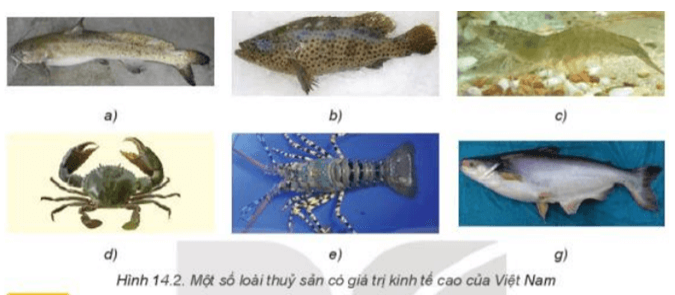 a) b) c)
d) e) g)
Hình 14.2. Một số loài thuỷ sản có giá trị kinh tế cao của Việt Nam